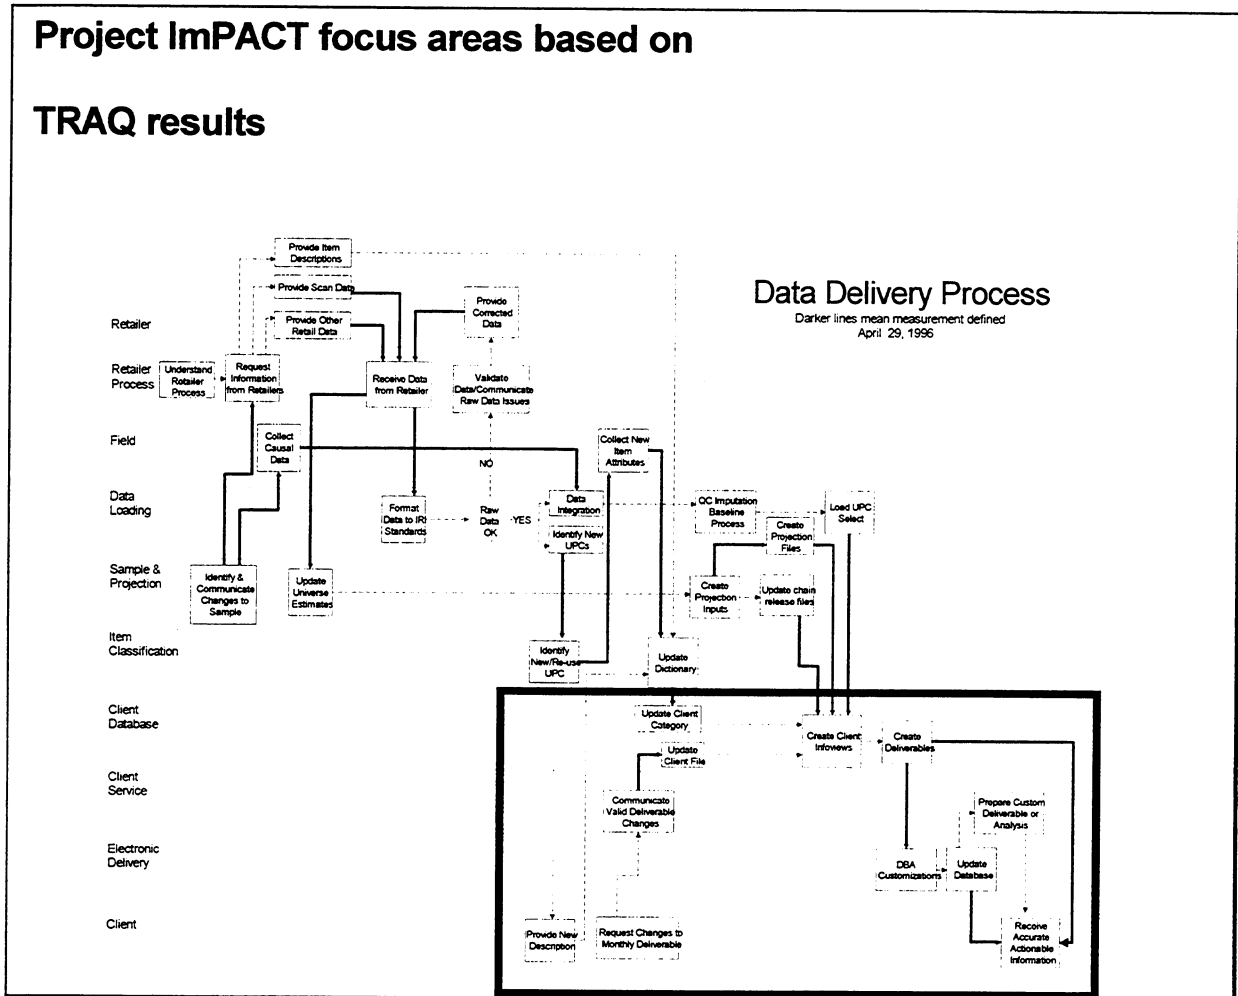 Project ImPACT focus areas based on
TRAQ results
Data Delivery Process
Darker lines mean measurement defined
April 29, 1996
Provide Item
Descriptions
Provide Scan Data
Provide Other
Retail Data
Provide
Corrected
Data
Retailer
Retailer
Process
Understand
Retailer
Process
Request
Information
from Retailers
Receive Data
from Retailer
Validate
Data/Communicate
Raw Data Issues
Field
Collect
Causal
Data
Collect New
Item
Attributes
NO
Data
Loading
Format
Data to IRI
Standards
Raw
Data
OK
YES
Data
Integration
Identify New
UPCs
QC Imputation
Baseline
Process
Load UPC
Select
Create
Projection
Files
Sample &
Projection
Identify &
Communicate
Changes to
Sample
Update
Universe
Estimates
Create
Projection
Inputs
Update chain
release files
Item
Classification
Identify
New/Re-use
UPC
Update
Dictionary
Client
Database
Update Client
Category
Update
Client File
Create Client
Infoviews
Create
Deliverables
Client
Service
Communicate
Valid Deliverable
Changes
Prepare Custom
Deliverable or
Analysis
Electronic
Delivery
DBA
Customizations
Update
Database
Client
Provide New
Description
Request Changes to
Monthly Deliverable
Receive
Accurate
Actionable
Information